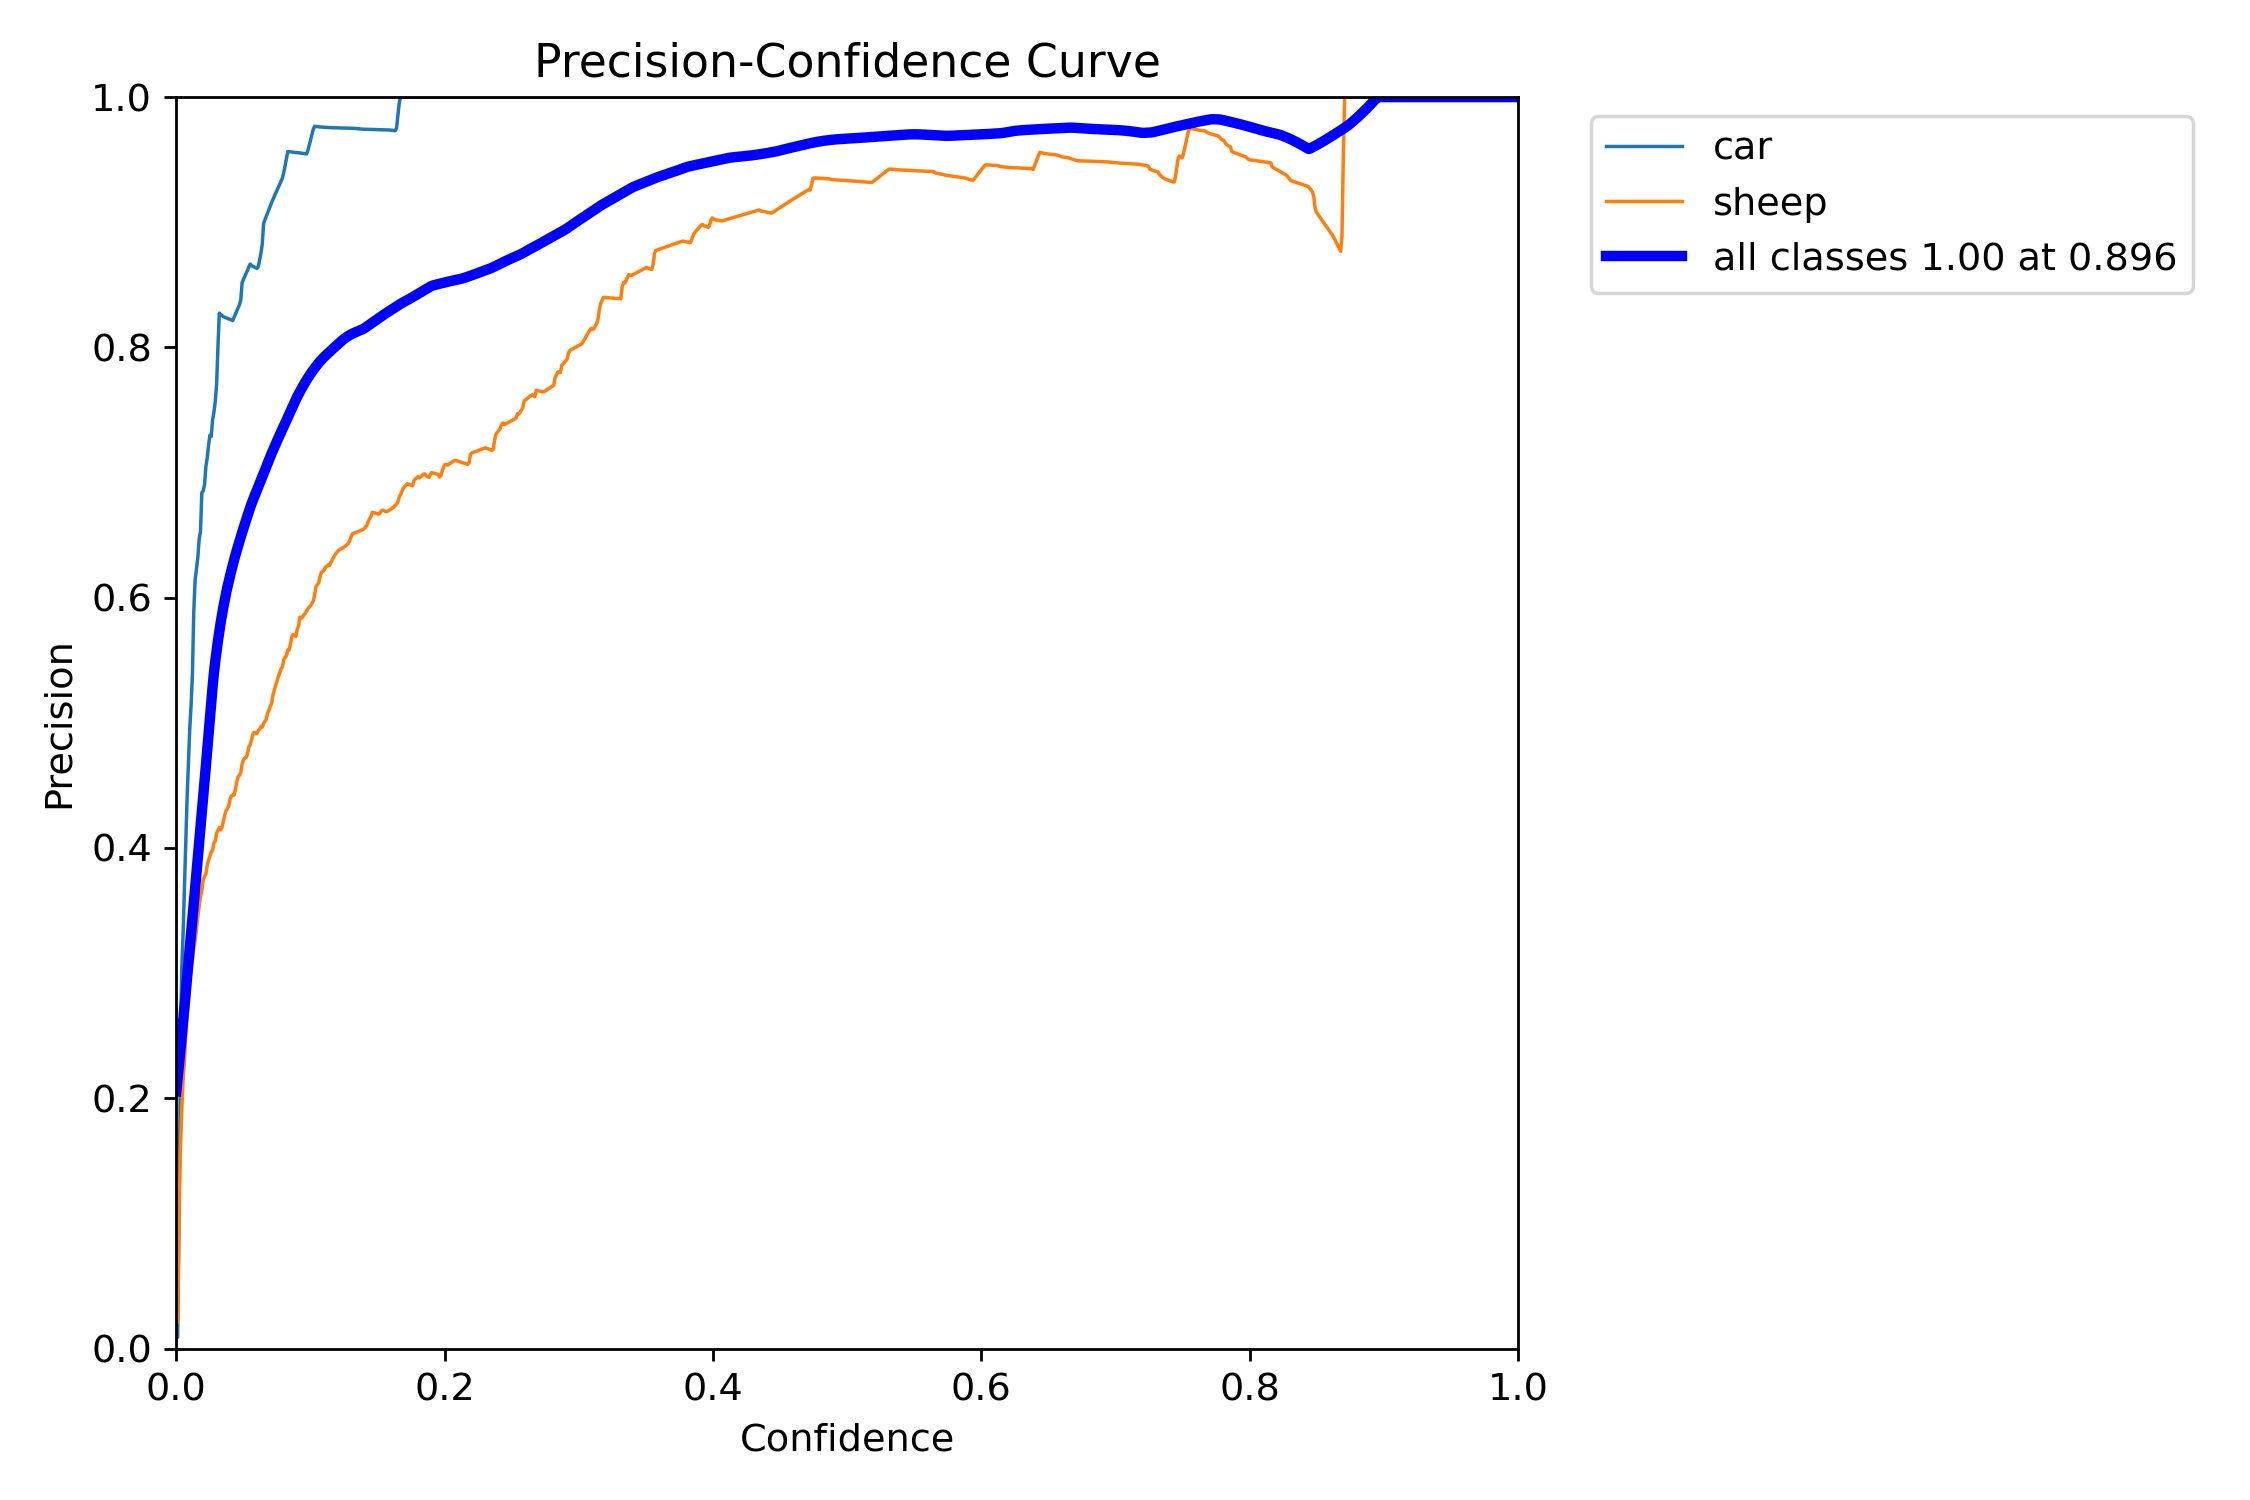 Precision-Confidence Curve
1.0
0.8
0.6
0.4
0.2
0.0
Precision
0.0 0.2 0.4 0.6 0.8 1.0
Confidence
car
sheep
all classes 1.00 at 0.896